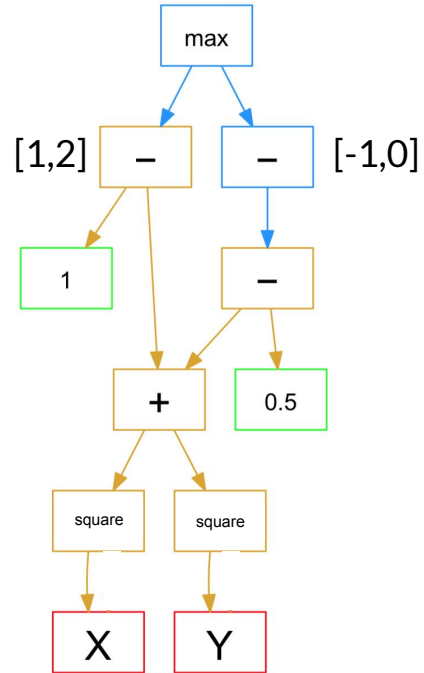 max
[1,2] − − [-1,0]
1 −
+ 0.5
square square
X Y